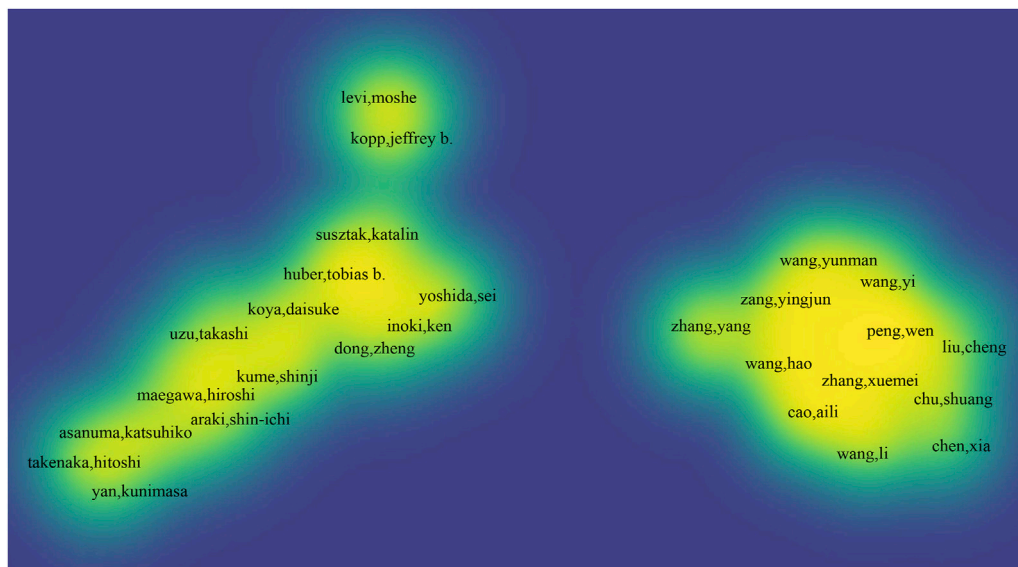 levi,moshe
kopp,jeffrey b.
susztak,katalin
huber,tobias b.
yoshida,sei
koya,daisuke
inoki,ken
uzu,takashi
dong,zheng
kume,shinji
maegawa,hiroshi
araki,shin-ichi
asanuma,katsuhiko
takenaka,hitoshi
yan,kunimasa
wang,yunman
wang,yi
zang,yingjun
zhang,yang
peng,wen
liu,cheng
wang,hao
zhang,xuemei
chu,shuang
cao,aili
chen,xia
wang,li